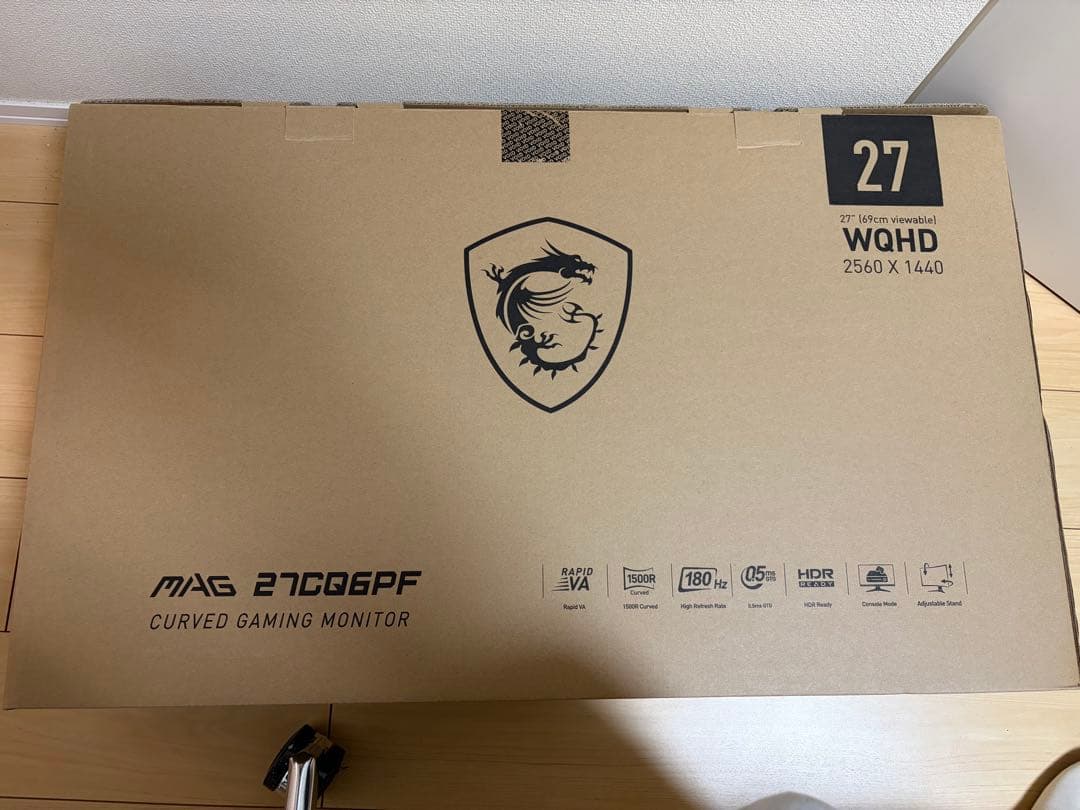 27
27" (69cm viewable)
WQHD
2560 X 1440
MAG 27CQ6PF
CURVED GAMING MONITOR
RAPID
VA
Rapid VA
1500R
Curved
1500R Curved
180 Hz
High Refresh Rate
0.5ms
GTG
0.5ms GTG
HDR
READY
HDR Ready
Console Mode
Adjustable Stand